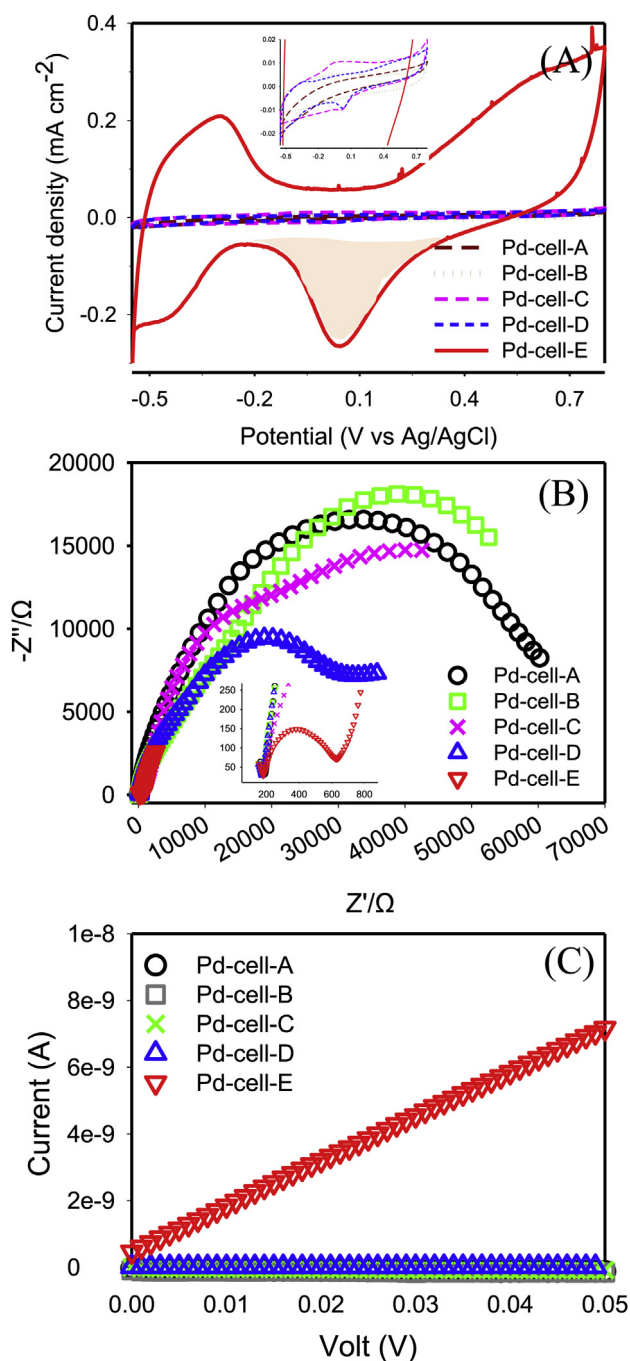 (A)
Current density (mA cm-2)
0.4
0.2
0.0
-0.2
0.02
0.01
0.00
-0.01
-0.02
-0.5 -0.2 0.1 0.4 0.7
Pd-cell-A
Pd-cell-B
Pd-cell-C
Pd-cell-D
Pd-cell-E
-0.5 -0.2 0.1 0.4 0.7
Potential (V vs Ag/AgCl)
(B)
-Z"/Ω
20000
15000
10000
5000
0
250
200
150
100
50
200 400 600 800
Pd-cell-A
Pd-cell-B
Pd-cell-C
Pd-cell-D
Pd-cell-E
0 10000 20000 30000 40000 50000 60000 70000
Z'/Ω
(C)
Current (A)
1e-8
8e-9
6e-9
4e-9
2e-9
0
Pd-cell-A
Pd-cell-B
Pd-cell-C
Pd-cell-D
Pd-cell-E
0.00 0.01 0.02 0.03 0.04 0.05
Volt (V)